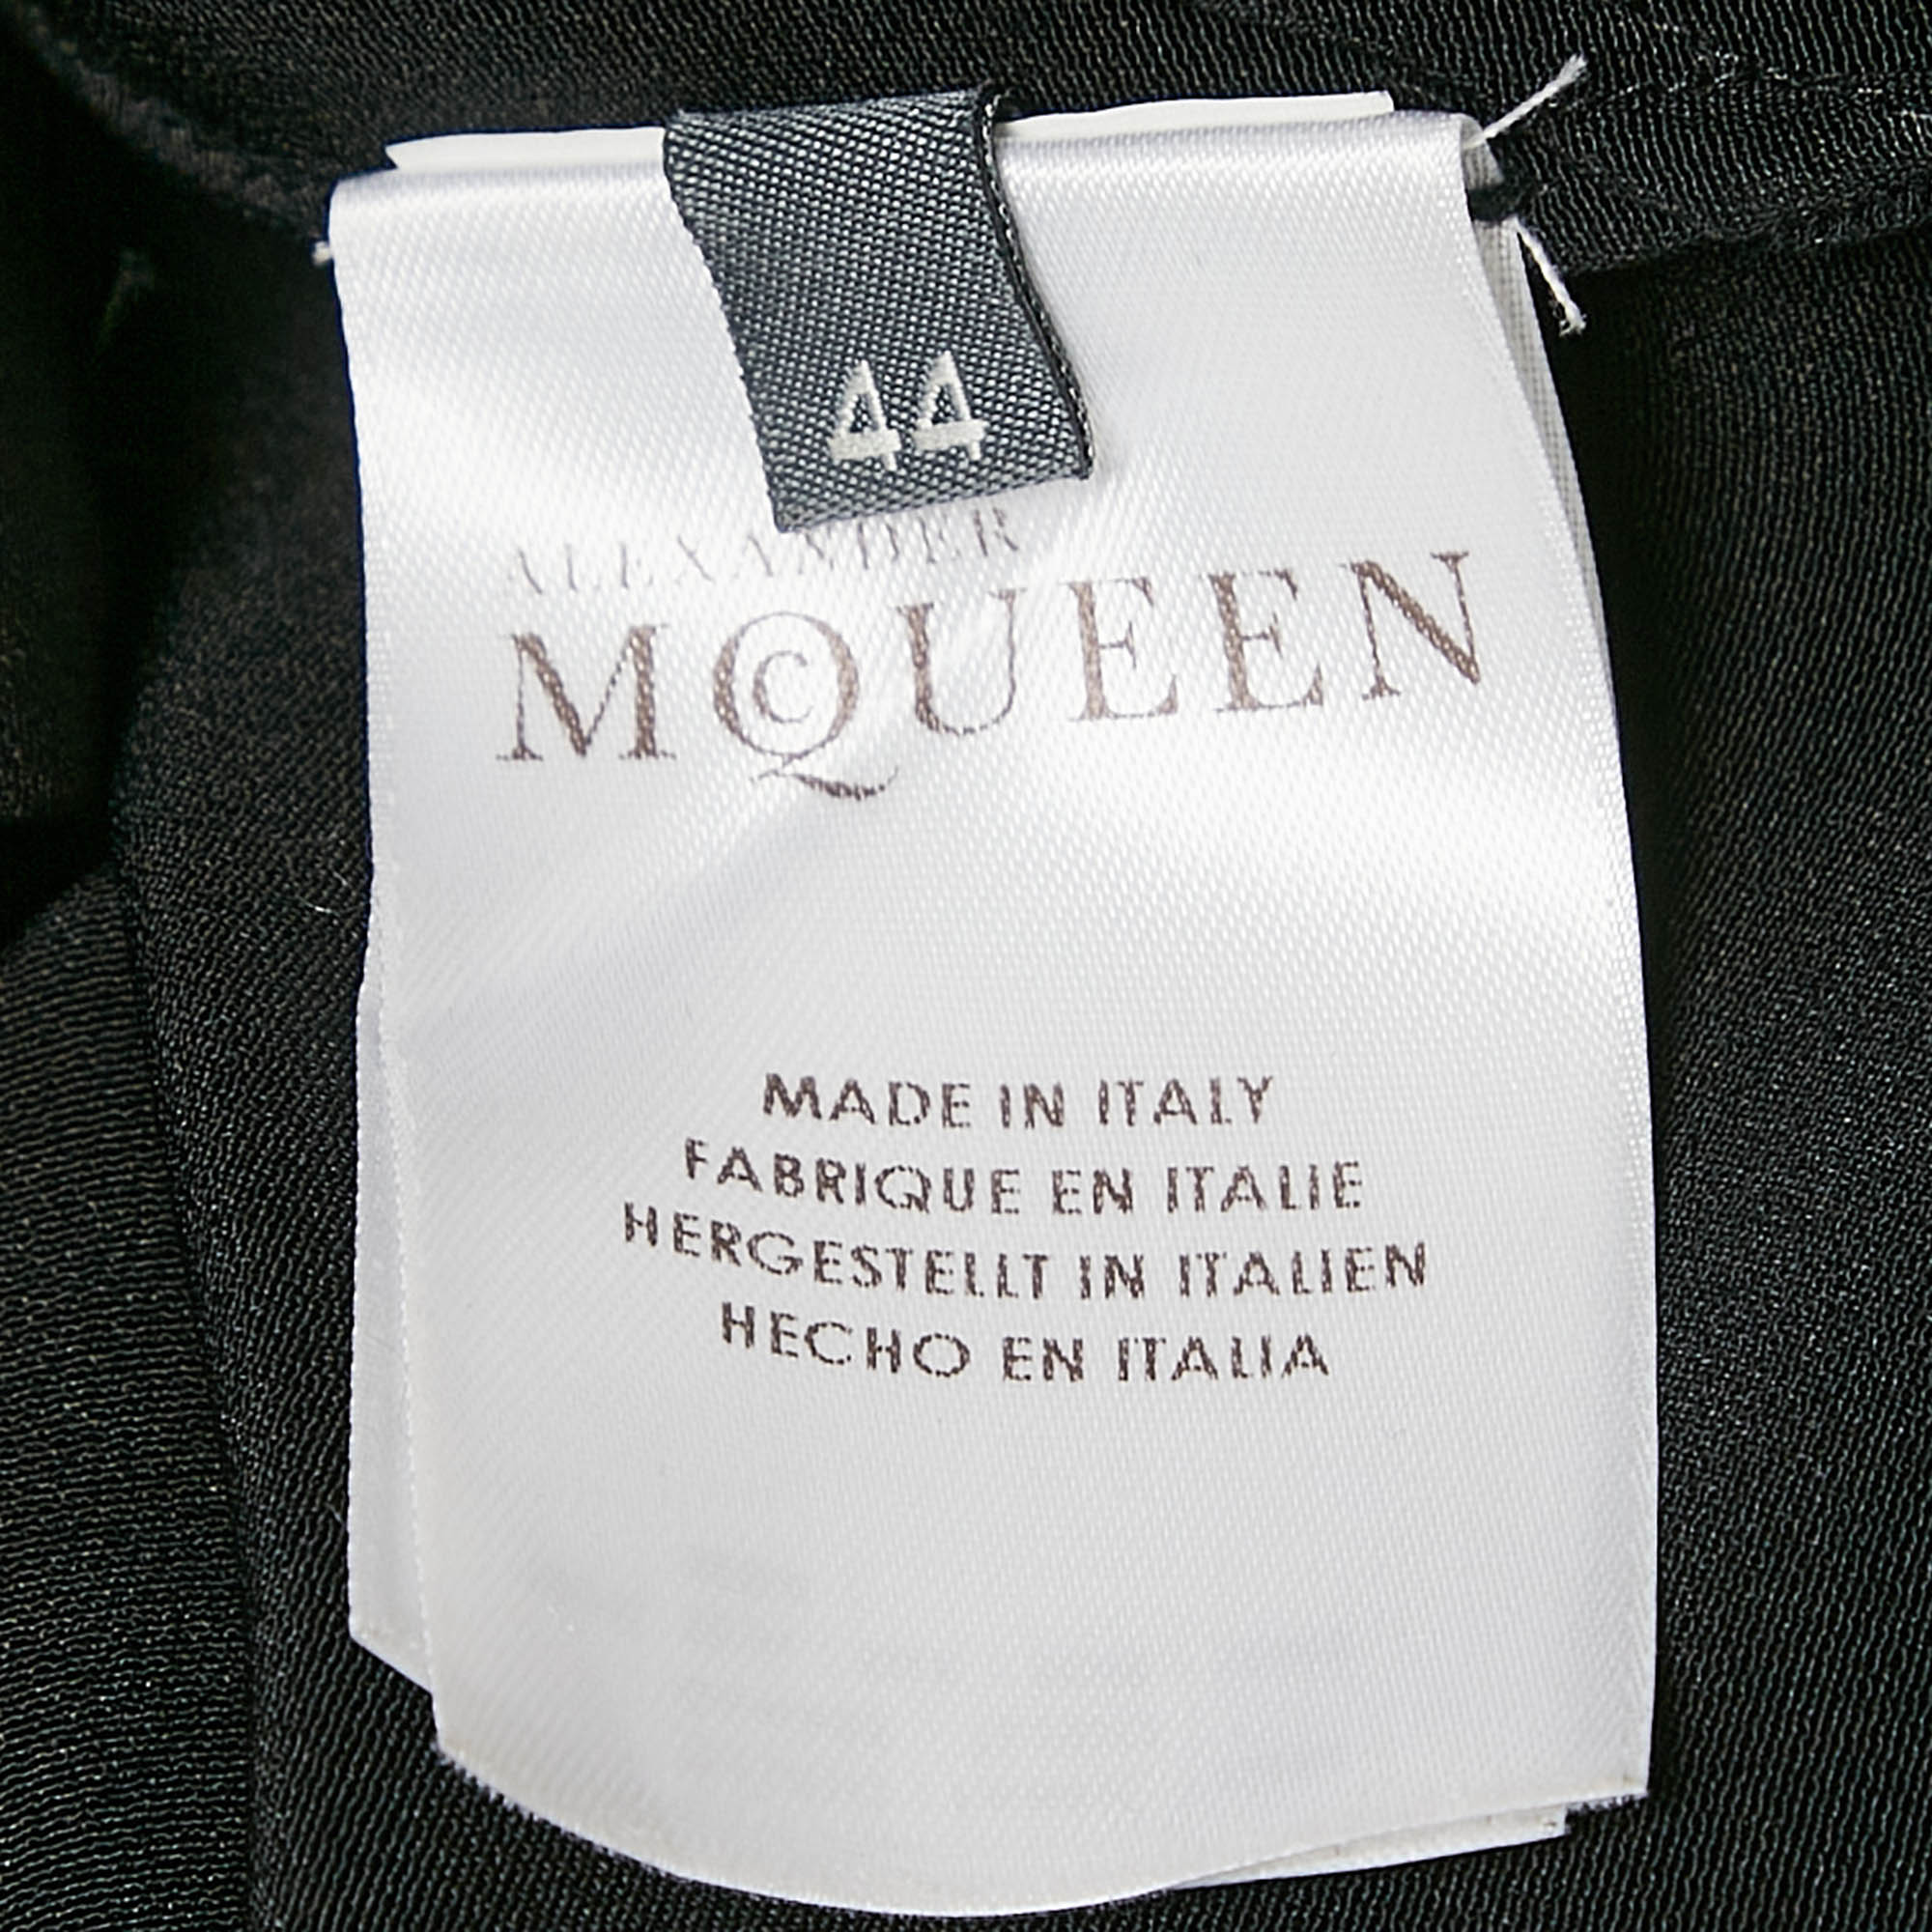 44
ALEXANDER
MCQUEEN
MADE IN ITALY
FABRIQUE EN ITALIE
HERGESTELLT IN ITALIEN
HECHO EN ITALIA